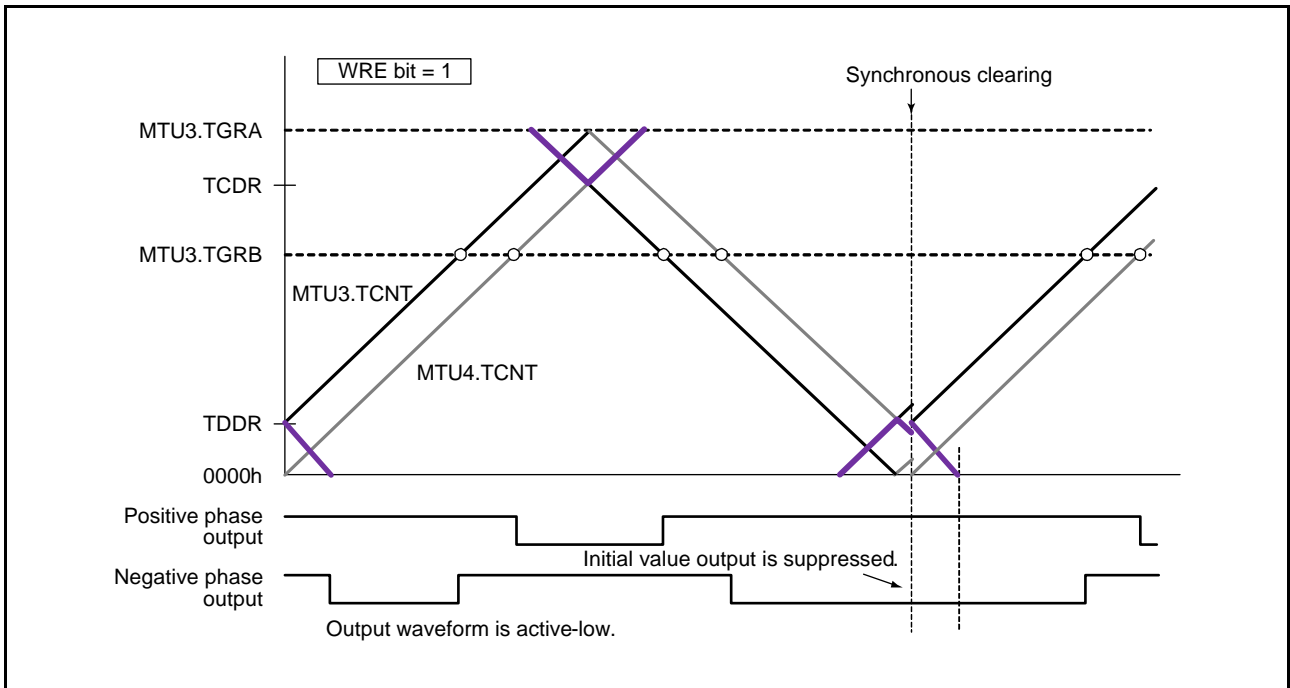 WRE bit = 1
Synchronous clearing
MTU3.TGRA
TCDR
MTU3.TGRB
MTU3.TCNT
MTU4.TCNT
TDDR
0000h
Positive phase
output
Initial value output is suppressed.
Negative phase
output
Output waveform is active-low.